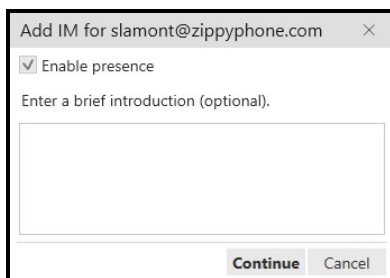 Add IM for slamont@zippyphone.com
Enable presence
Enter a brief introduction (optional).
Continue Cancel